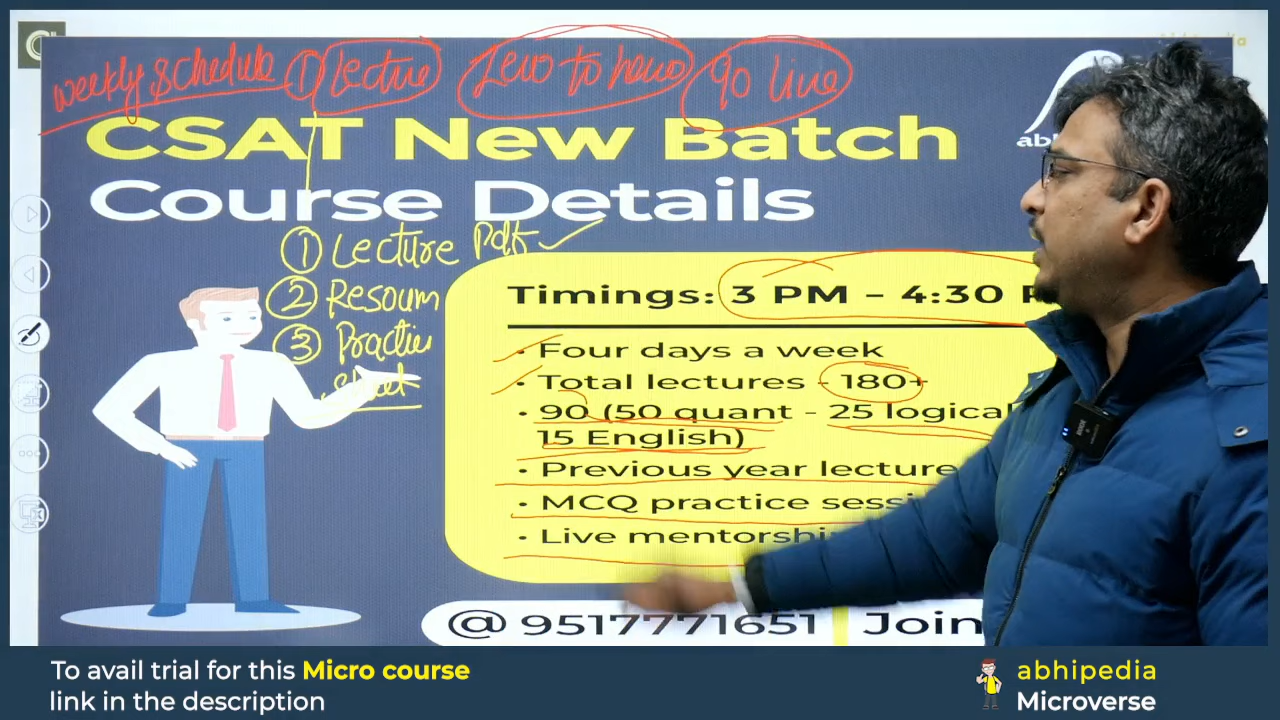 weekly schedule ① Lecture Zero to hero 90 Live
CSAT New Batch
Course Details
① Lecture Pdf
② Resourc
③ Practice
Sheet
Timings: 3 PM - 4:30
• Four days a week
• Total lectures - 180+
• 90 (50 quant - 25 logical
15 English)
• Previous year lecture
• MCQ practice sessi
• Live mentorshi
@ 9517771651 Join
To avail trial for this Micro course
link in the description
abhipedia
Microverse